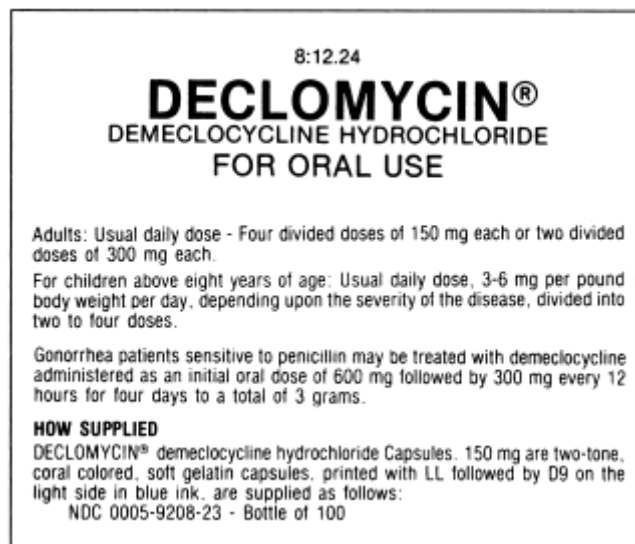 8:12.24
DECLOMYCIN®
DEMECLOCYCLINE HYDROCHLORIDE
FOR ORAL USE
Adults: Usual daily dose - Four divided doses of 150 mg each or two divided
doses of 300 mg each.
For children above eight years of age: Usual daily dose, 3-6 mg per pound
body weight per day, depending upon the severity of the disease, divided into
two to four doses.
Gonorrhea patients sensitive to penicillin may be treated with demeclocycline
administered as an initial oral dose of 600 mg followed by 300 mg every 12
hours for four days to a total of 3 grams.
HOW SUPPLIED
DECLOMYCIN® demeclocycline hydrochloride Capsules. 150 mg are two-tone,
coral colored, soft gelatin capsules, printed with LL followed by D9 on the
light side in blue ink, are supplied as follows:
NDC 0005-9208-23 - Bottle of 100